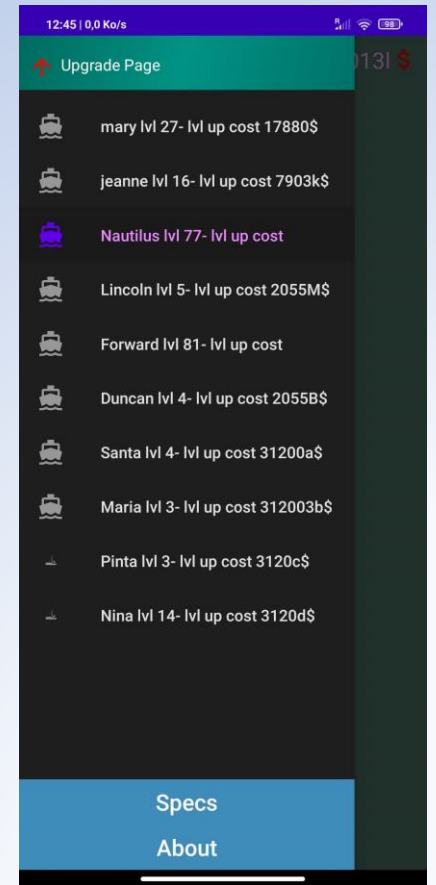 12:45 | 0,0 Ko/s
R
98
Upgrade Page
013l $
mary lvl 27- lvl up cost 17880$
jeanne lvl 16- lvl up cost 7903k$
Nautilus lvl 77- lvl up cost
Lincoln lvl 5- lvl up cost 2055M$
Forward lvl 81- lvl up cost
Duncan lvl 4- lvl up cost 2055B$
Santa lvl 4- lvl up cost 31200a$
Maria lvl 3- lvl up cost 312003b$
Pinta lvl 3- lvl up cost 3120c$
Nina lvl 14- lvl up cost 3120d$
Specs
About